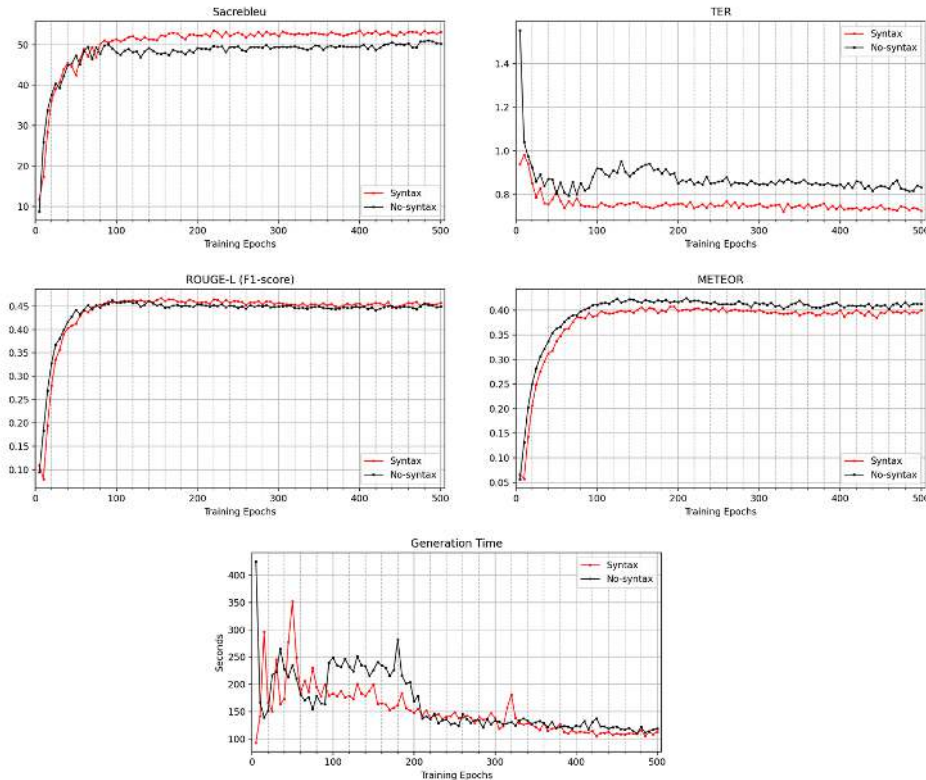 Sacrebleu
50
40
30
20
10
Syntax
No-syntax
0 100 200 300 400 500
Training Epochs
TER
1.4
1.2
1.0
0.8
Syntax
No-syntax
0 100 200 300 400 500
Training Epochs
ROUGE-L (F1-score)
0.45
0.40
0.35
0.30
0.25
0.20
0.15
0.10
Syntax
No-syntax
0 100 200 300 400 500
Training Epochs
METEOR
0.40
0.35
0.30
0.25
0.20
0.15
0.10
0.05
Syntax
No-syntax
0 100 200 300 400 500
Training Epochs
Generation Time
Syntax
No-syntax
Seconds
400
350
300
250
200
150
100
0 100 200 300 400 500
Training Epochs